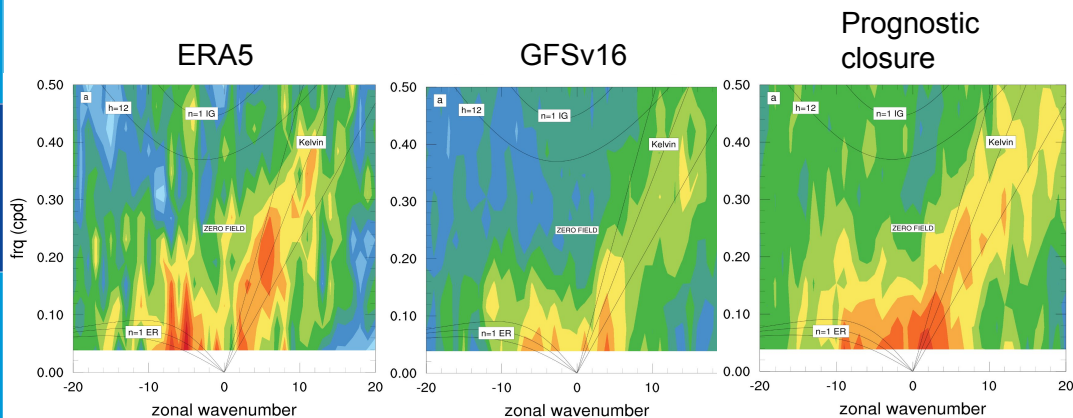 ERA5
GFSv16
Prognostic
closure
frq (cpd)
0.50
0.40
0.30
0.20
0.10
0.00
a
h=12
n=1 IG
Kelvin
ZERO FIELD
n=1 ER
-20
-10
0
10
20
zonal wavenumber
0.50
0.40
0.30
0.20
0.10
0.00
a
h=12
n=1 IG
Kelvin
ZERO FIELD
n=1 ER
-20
-10
0
10
zonal wavenumber
0.50
0.40
0.30
0.20
0.10
0.00
a
h=12
n=1 IG
Kelvin
ZERO FIELD
n=1 ER
-20
-10
0
10
20
zonal wavenumber